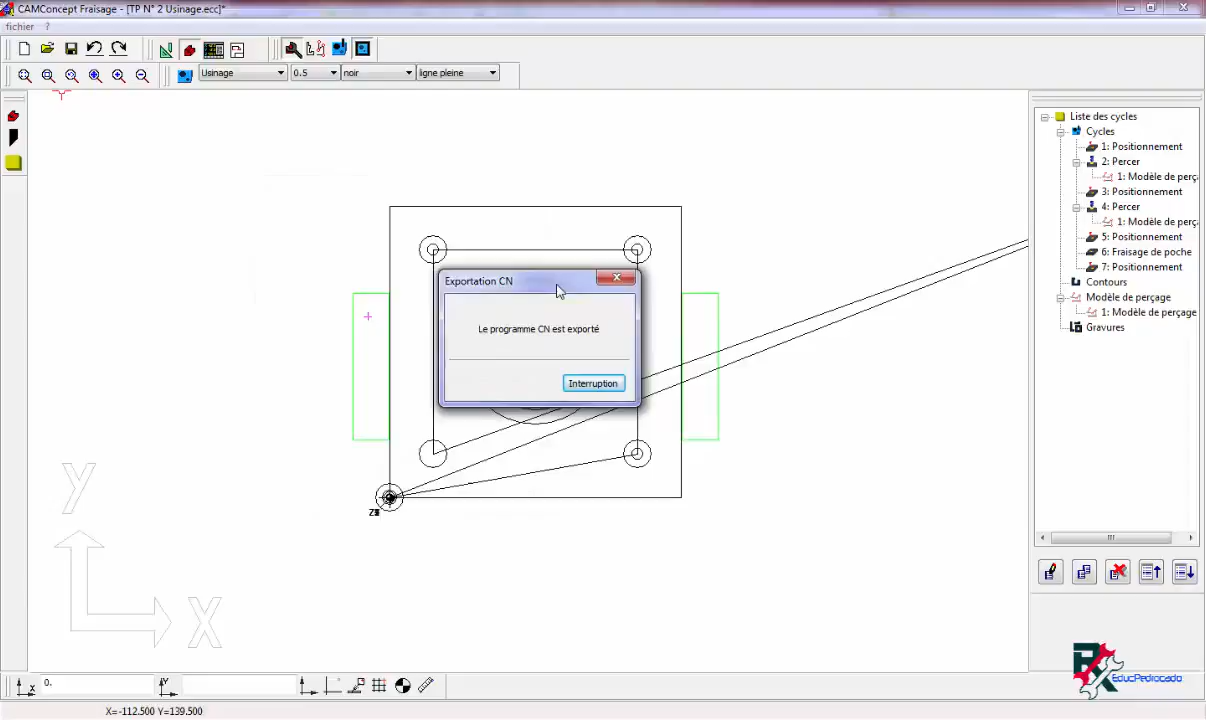 CAMConcept Fraisage - [TP N° 2 Usinage.ecc]*
fichier ?
Usinage 0.5 noir ligne pleine
Liste des cycles
Cycles
1: Positionnement
2: Percer
1: Modèle de perça
3: Positionnement
4: Percer
1: Modèle de perça
5: Positionnement
6: Fraisage de poche
7: Positionnement
Contours
Modèle de perçage
1: Modèle de perçage
Gravures
Exportation CN
Le programme CN est exporté
Interruption
Y
X
EducPedrocado
X 0. Y
X=-112.500 Y=139.500